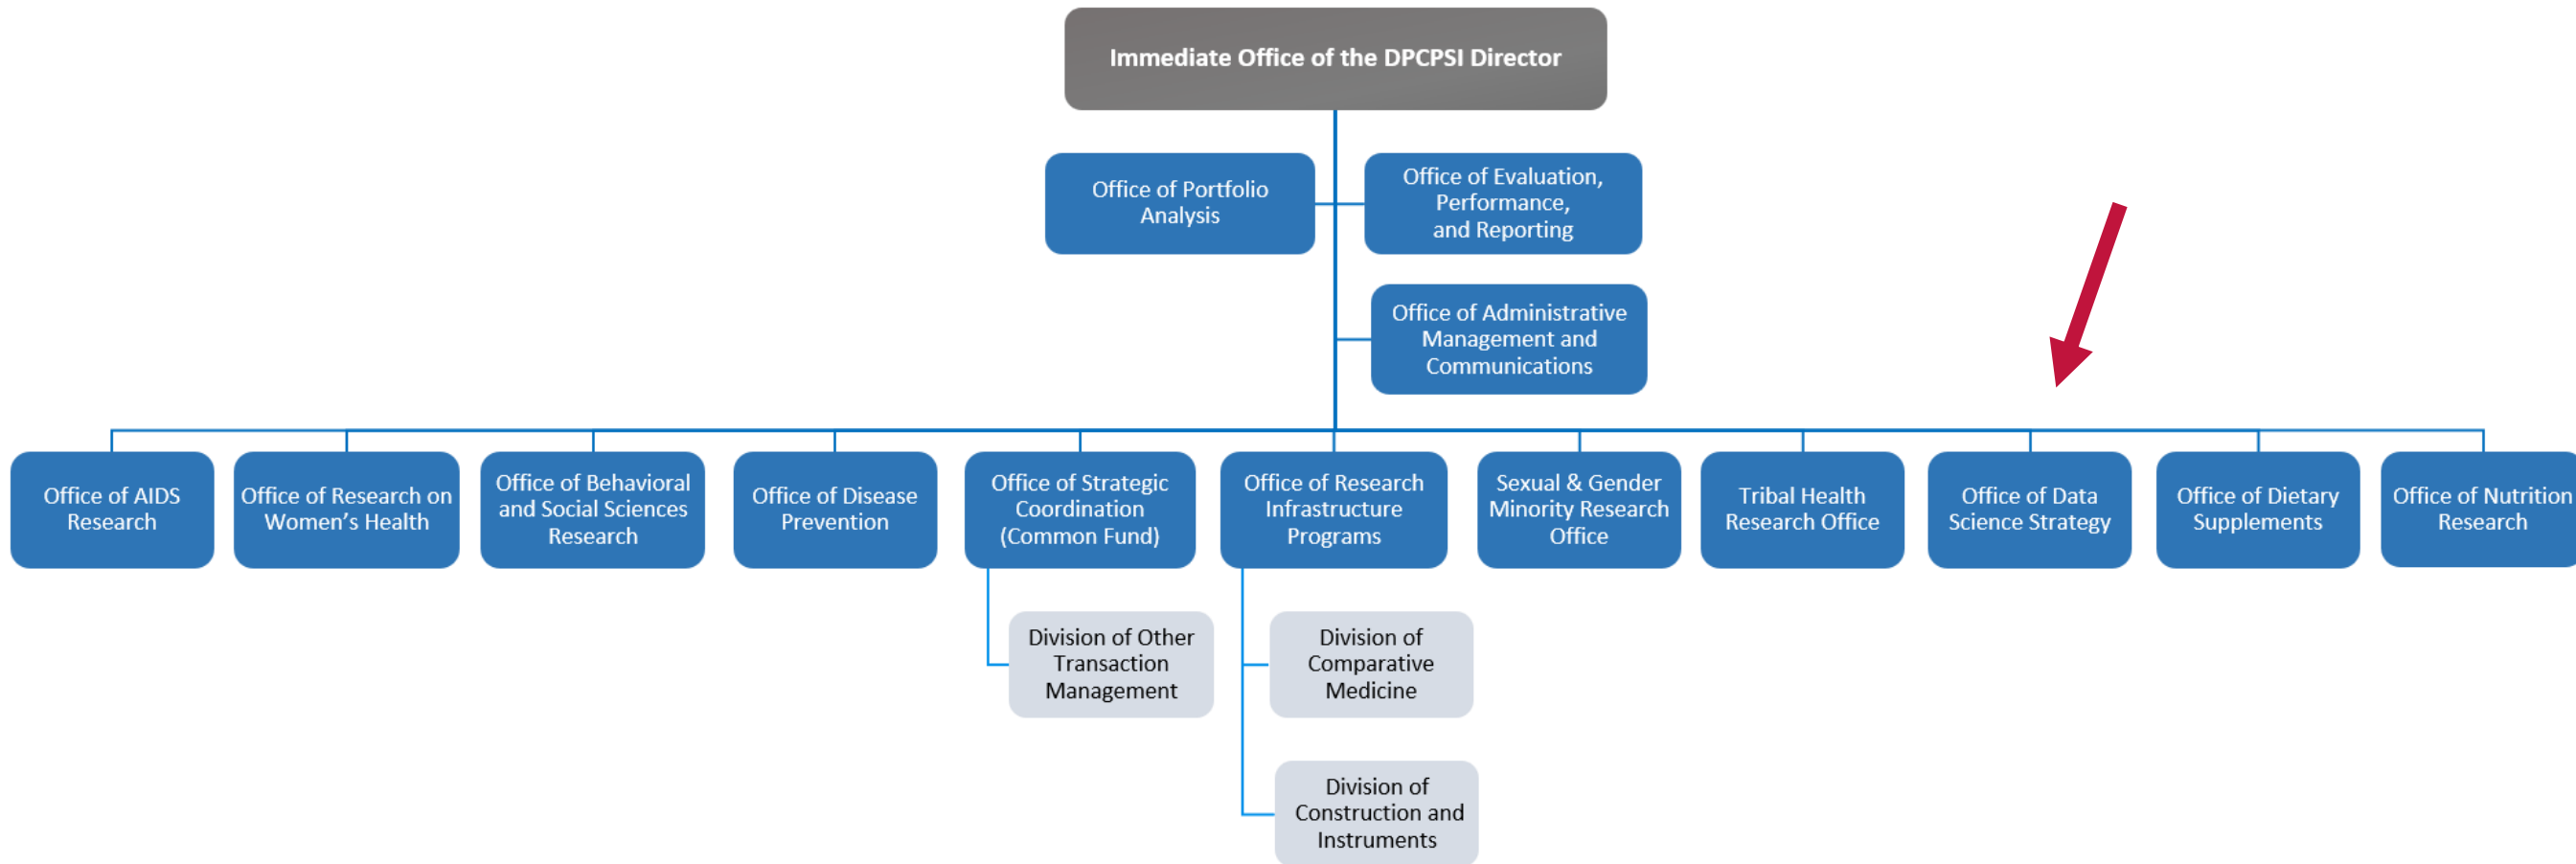 Immediate Office of the DPCPSI Director
Office of Portfolio
Analysis
Office of Evaluation,
Performance,
and Reporting
Office of Administrative
Management and
Communications
Office of AIDS
Research
Office of Research on
Women’s Health
Office of Behavioral
and Social Sciences
Research
Office of Disease
Prevention
Office of Strategic
Coordination
(Common Fund)
Office of Research
Infrastructure
Programs
Sexual & Gender
Minority Research
Office
Tribal Health
Research Office
Office of Data
Science Strategy
Office of Dietary
Supplements
Office of Nutrition
Research
Division of Other
Transaction
Management
Division of
Comparative
Medicine
Division of
Construction and
Instruments